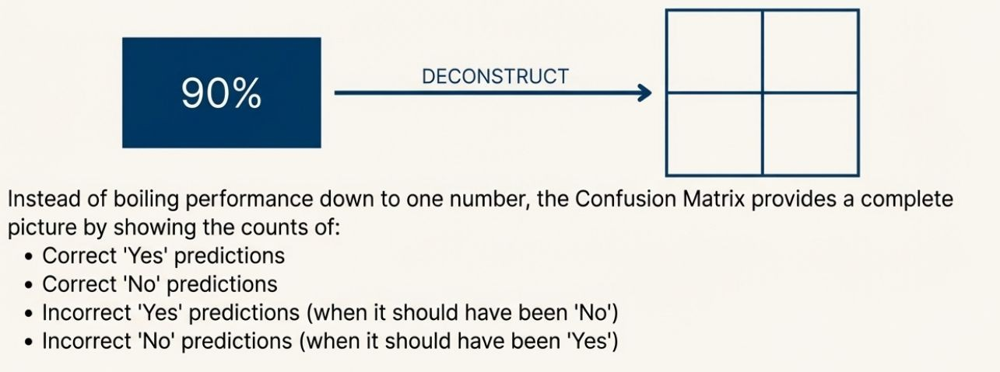 90%
DECONSTRUCT
Instead of boiling performance down to one number, the Confusion Matrix provides a complete
picture by showing the counts of:
• Correct 'Yes' predictions
• Correct 'No' predictions
• Incorrect 'Yes' predictions (when it should have been 'No')
• Incorrect 'No' predictions (when it should have been 'Yes')